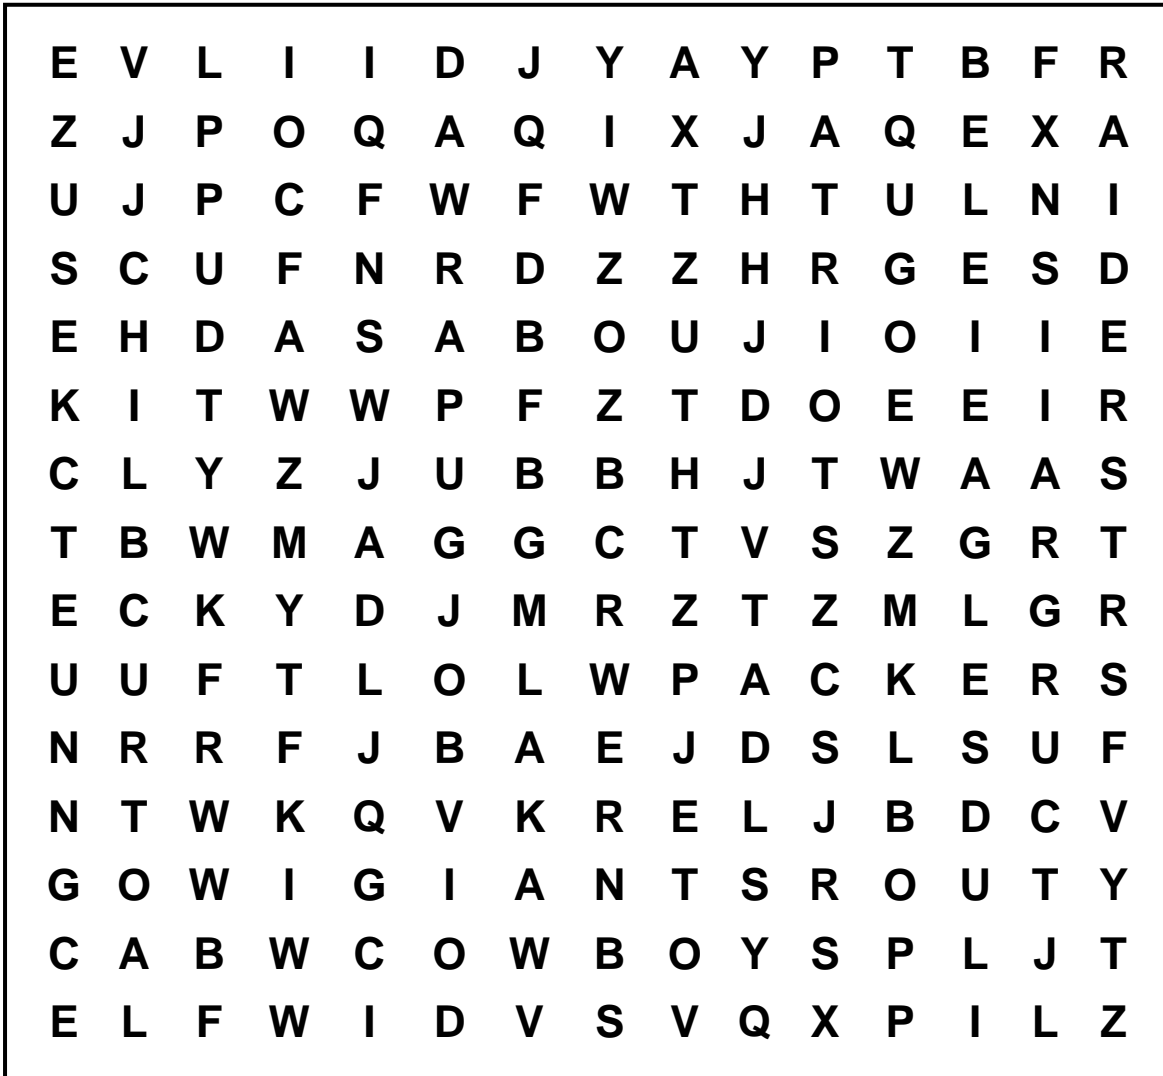 E V L I I D J Y A Y P T B F R
Z J P O Q A Q I X J A Q E X A
U J P C F W F W T H T U L N I
S C U F N R D Z Z H R G E S D
E H D A S A B O U J I O I I E
K I T W W P F Z T D O E E I R
C L Y Z J U B B H J T W A A S
T B W M A G G C T V S Z G R T
E C K Y D J M R Z T Z M L G R
U U F T L O L W P A C K E R S
N R R F J B A E J D S L S U F
N T W K Q V K R E L J B D C V
G O W I G I A N T S R O U T Y
C A B W C O W B O Y S P L J T
E L F W I D V S V Q X P I L Z